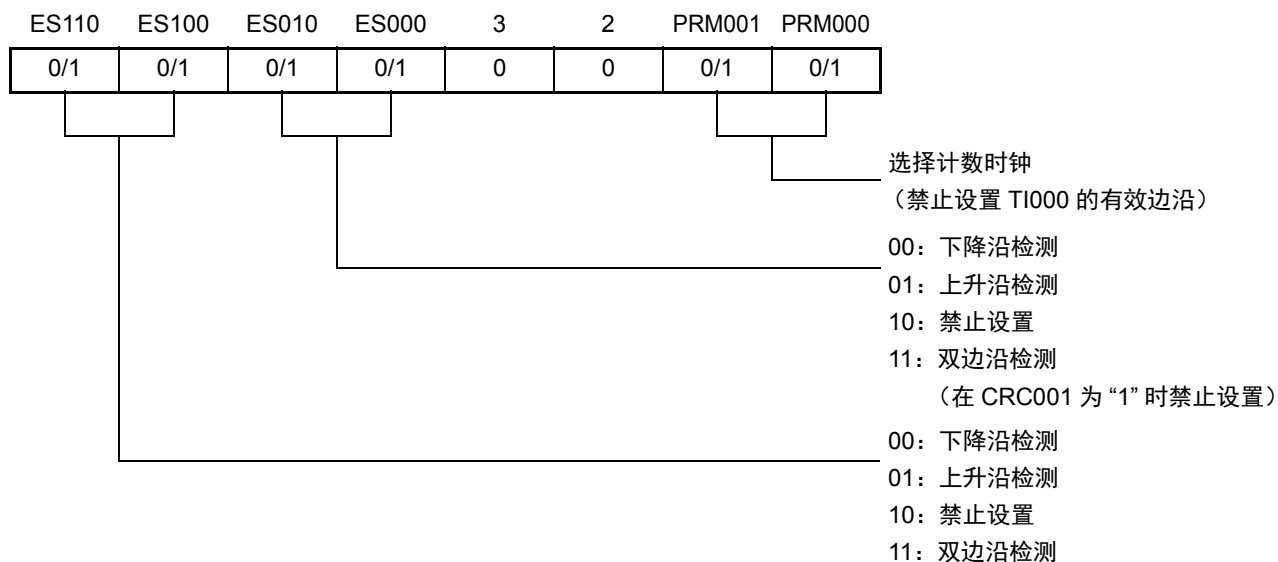 ES110 ES100 ES010 ES000 3 2 PRM001 PRM000
0/1 0/1 0/1 0/1 0 0 0/1 0/1
选择计数时钟
（禁止设置 TI000 的有效边沿）
00：下降沿检测
01：上升沿检测
10：禁止设置
11：双边沿检测
（在 CRC001 为 “1” 时禁止设置）
00：下降沿检测
01：上升沿检测
10：禁止设置
11：双边沿检测